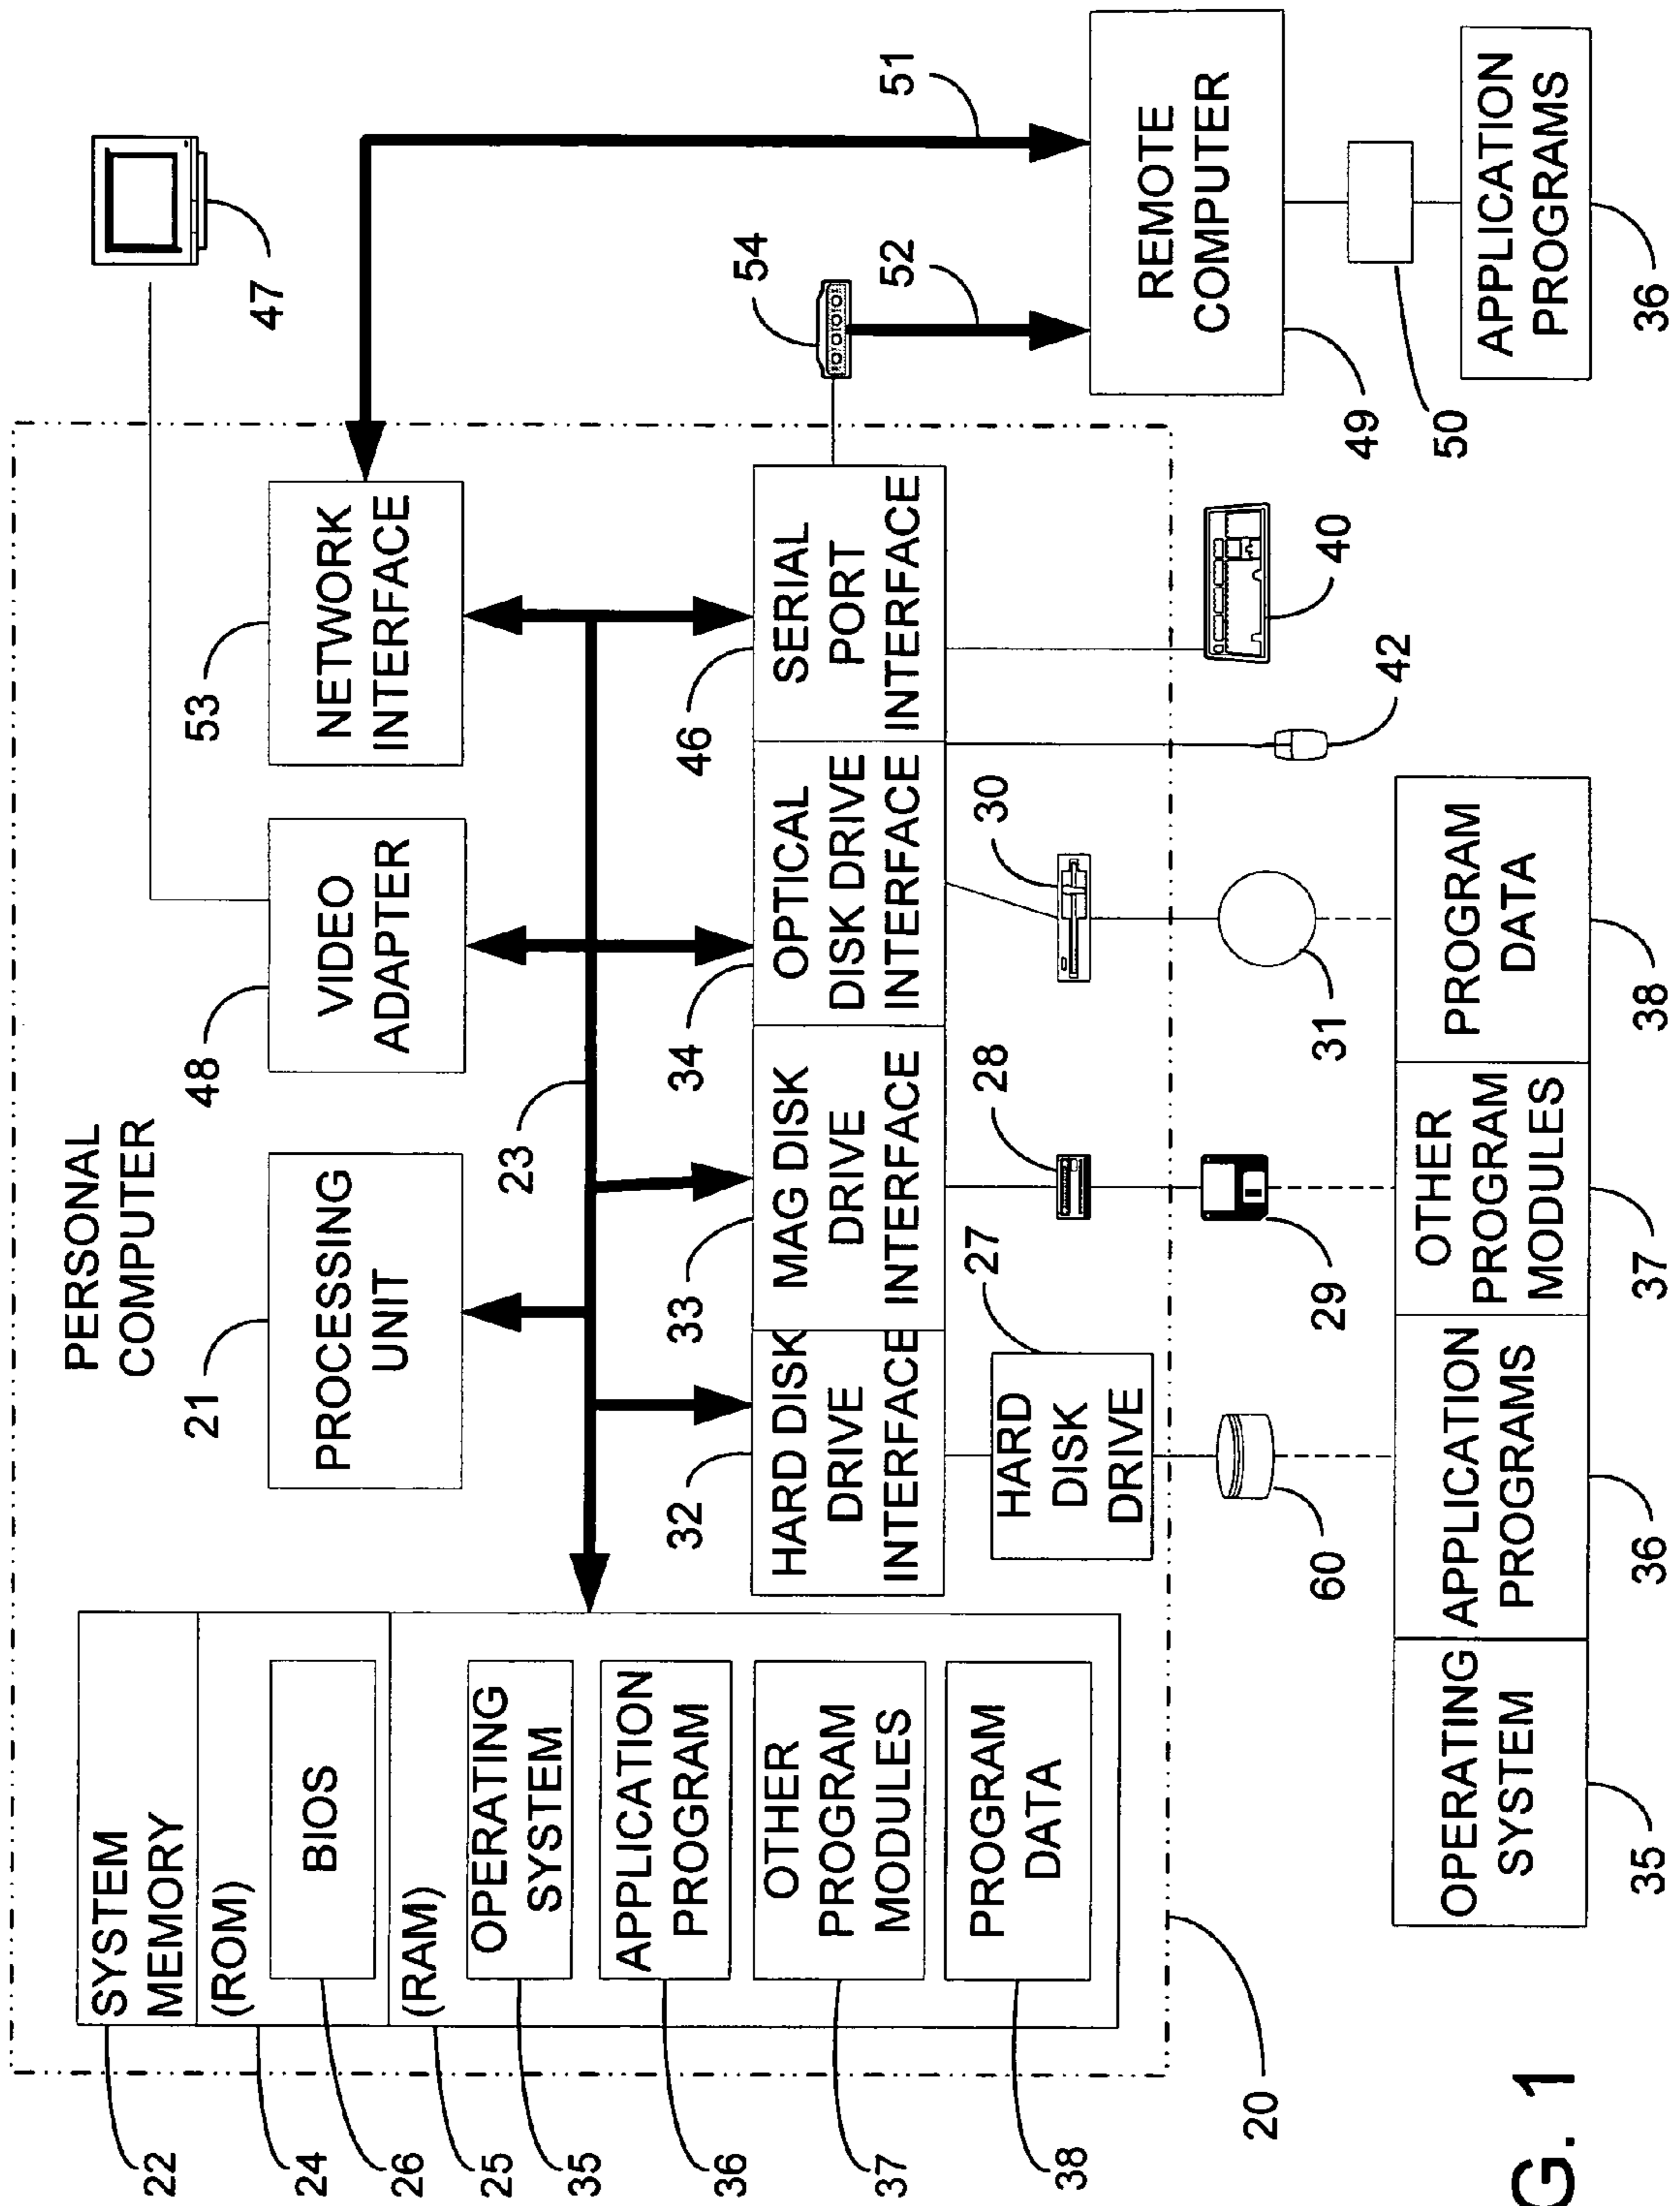 PERSONAL
COMPUTER
47
SYSTEM
MEMORY
22
(ROM)
24
BIOS
26
(RAM)
25
OPERATING
SYSTEM
35
APPLICATION
PROGRAM
36
OTHER
PROGRAM
MODULES
37
PROGRAM
DATA
38
21
PROCESSING
UNIT
48
VIDEO
ADAPTER
53
NETWORK
INTERFACE
23
32
HARD DISK
DRIVE
INTERFACE
33
MAG DISK
DRIVE
INTERFACE
34
OPTICAL
DISK DRIVE
INTERFACE
46
SERIAL
PORT
INTERFACE
54
52
51
27
HARD
DISK
DRIVE
28
30
20
60
29
31
42
40
REMOTE
COMPUTER
49
50
APPLICATION
PROGRAMS
36
OPERATING
SYSTEM
35
APPLICATION
PROGRAMS
36
OTHER
PROGRAM
MODULES
37
PROGRAM
DATA
38
G. 1